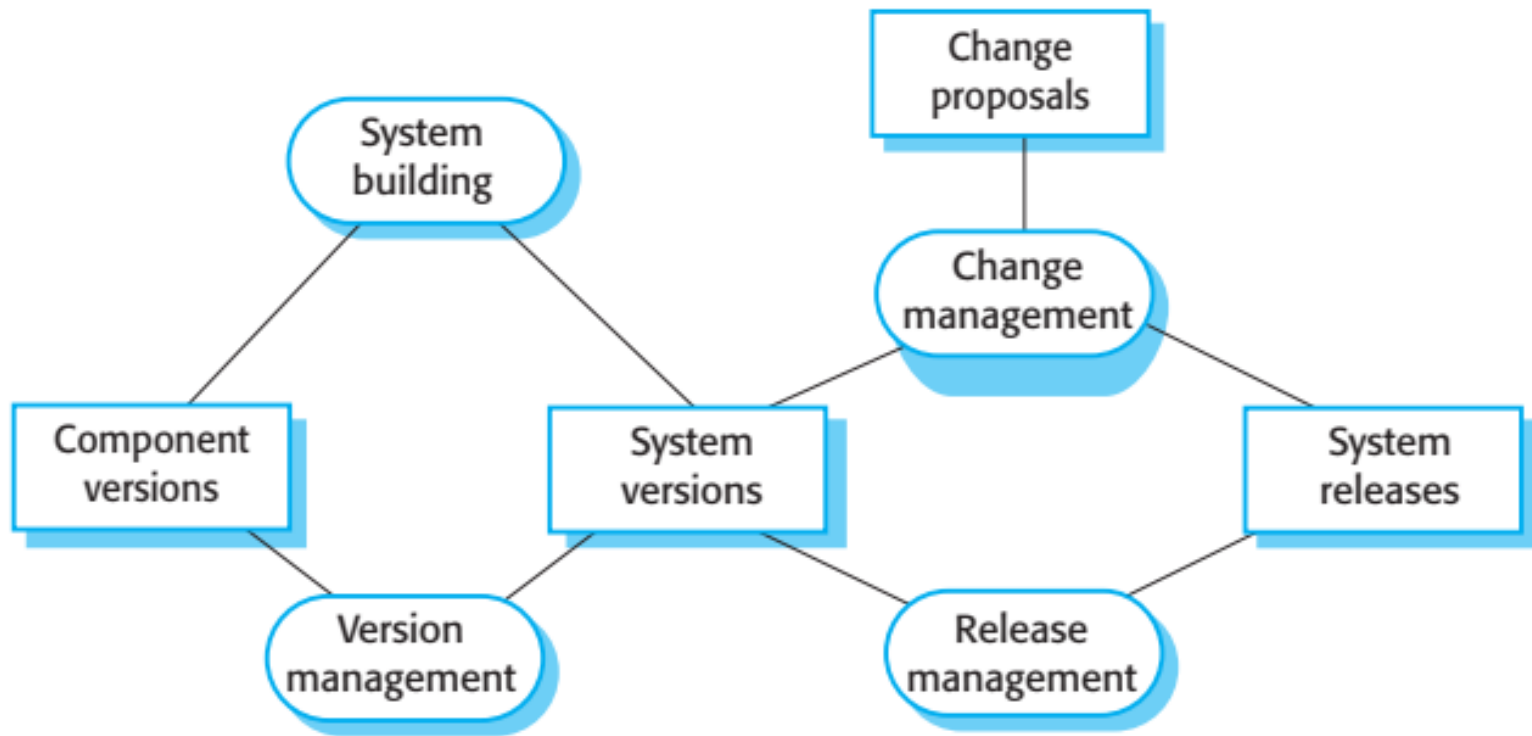 Change
proposals
System
building
Change
management
Component
versions
System
versions
System
releases
Version
management
Release
management